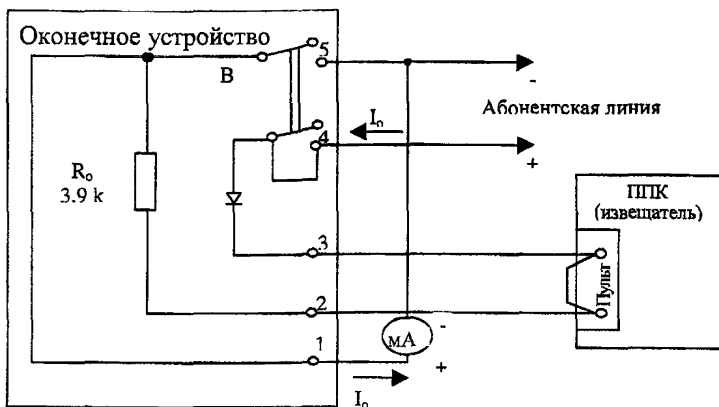 Оконечное устройство
В
5
-
Абонентская линия
I₀
4
+
R₀
3.9 k
ППК
(извещатель)
3
Пульт
2
-
мА
1
+
I₀